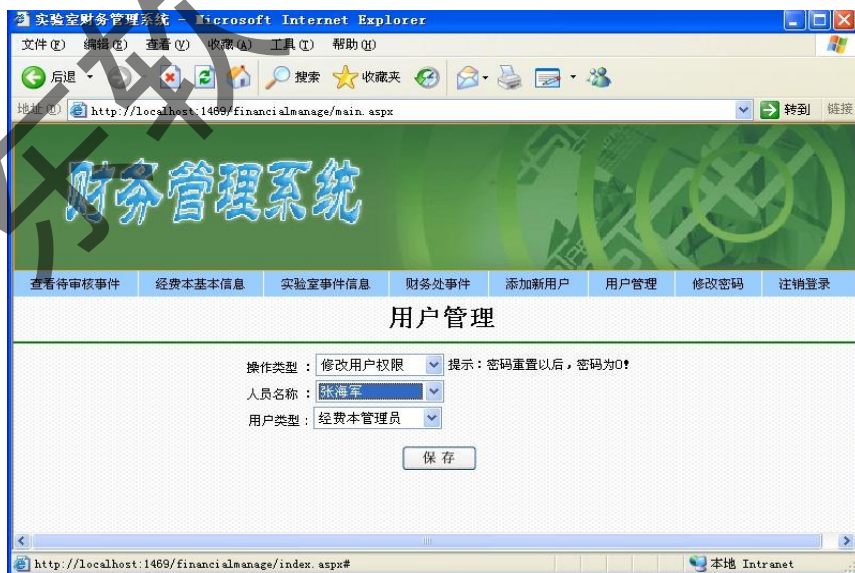 实验室财务管理系统 - Microsoft Internet Explorer
文件(F) 编辑(E) 查看(V) 收藏(A) 工具(T) 帮助(H)
后退 搜索 收藏夹
地址(D) http://localhost:1469/financialmanage/main.aspx 转到 链接
财务管理系统
查看待审核事件 经费本基本信息 实验室事件信息 财务处事件 添加新用户 用户管理 修改密码 注销登录
用户管理
操作类型 : 修改用户权限 提示:密码重置以后,密码为0!
人员名称 : 张海军
用户类型: 经费本管理员
保 存
http://localhost:1469/financialmanage/index.aspx# 本地 Intranet